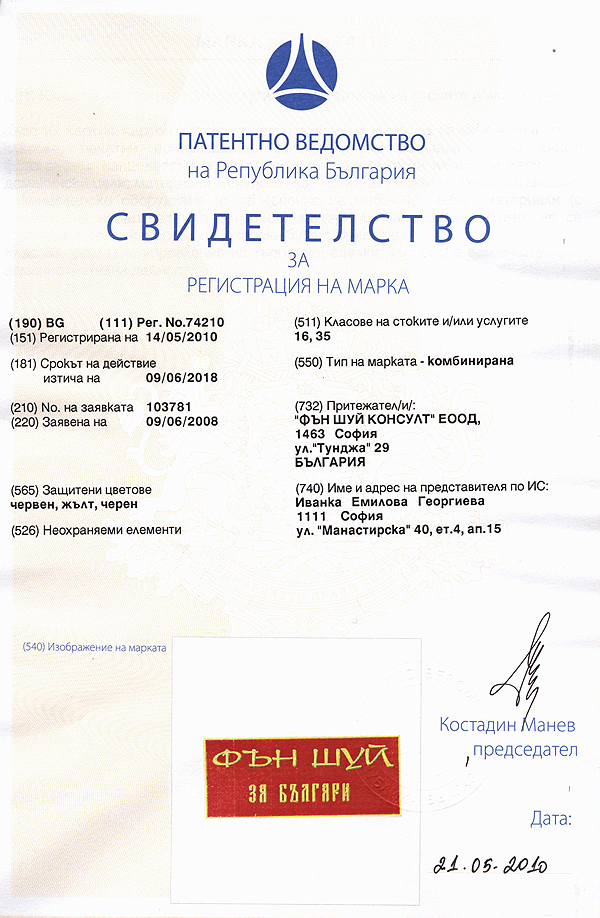 ПАТЕНТНО ВЕДОМСТВО
на Република България
СВИДЕТЕЛСТВО
ЗА
РЕГИСТРАЦИЯ НА МАРКА
(190) BG (111) Рег. No.74210
(151) Регистрирана на 14/05/2010
(181) Срокът на действие
изтича на 09/06/2018
(210) No. на заявката 103781
(220) Заявена на 09/06/2008
(565) Защитени цветове
червен, жълт, черен
(526) Неохраняеми елементи
(511) Класове на стоките и/или услугите
16, 35
(550) Тип на марката - комбинирана
(732) Притежател/и/:
"ФЪН ШУЙ КОНСУЛТ" ЕООД,
1463 София
ул."Тунджа" 29
БЪЛГАРИЯ
(740) Име и адрес на представителя по ИС:
Иванка Емилова Георгиева
1111 София
ул. "Манастирска" 40, ет.4, ап.15
(540) Изображение на марката
ФЪН ШУЙ
ЗА БЪЛГАРИ
Костадин Манев
председател
Дата:
21.05-2010